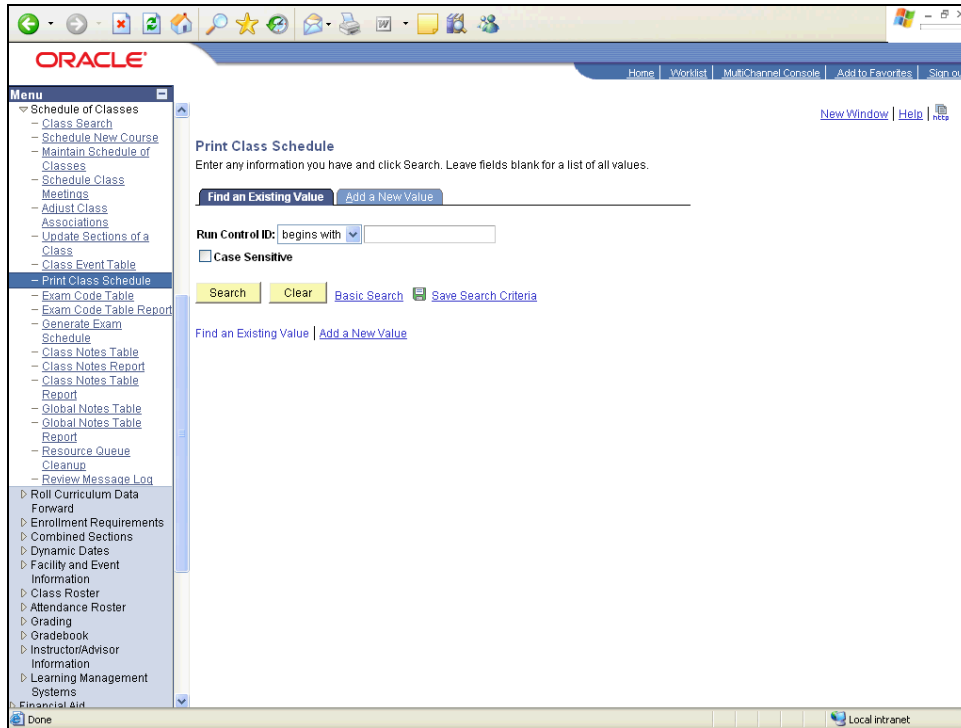 ORACLE'
Home | Worklist | MultiChannel Console | Add to Favorites | Sign ou
Menu
Schedule of Classes
– Class Search
– Schedule New Course
– Maintain Schedule of
Classes
– Schedule Class
Meetings
– Adjust Class
Associations
– Update Sections of a
Class
– Class Event Table
– Print Class Schedule
– Exam Code Table
– Exam Code Table Report
– Generate Exam
Schedule
– Class Notes Table
– Class Notes Report
– Class Notes Table
Report
– Global Notes Table
– Global Notes Table
Report
– Resource Queue
Cleanup
– Review Message Log
Roll Curriculum Data
Forward
Enrollment Requirements
Combined Sections
Dynamic Dates
Facility and Event
Information
Class Roster
Attendance Roster
Grading
Gradebook
Instructor/Advisor
Information
Learning Management
Systems
Financial Aid
New Window | Help | http
Print Class Schedule
Enter any information you have and click Search. Leave fields blank for a list of all values.
Find an Existing Value Add a New Value
Run Control ID: begins with
Case Sensitive
Search Clear Basic Search Save Search Criteria
Find an Existing Value | Add a New Value
Done Local intranet